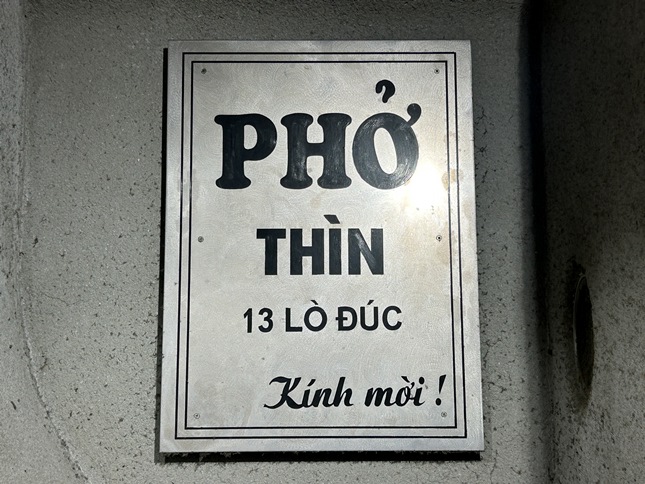 PHỞ
THÌN
13 LÒ ĐÚC
Kính mời !